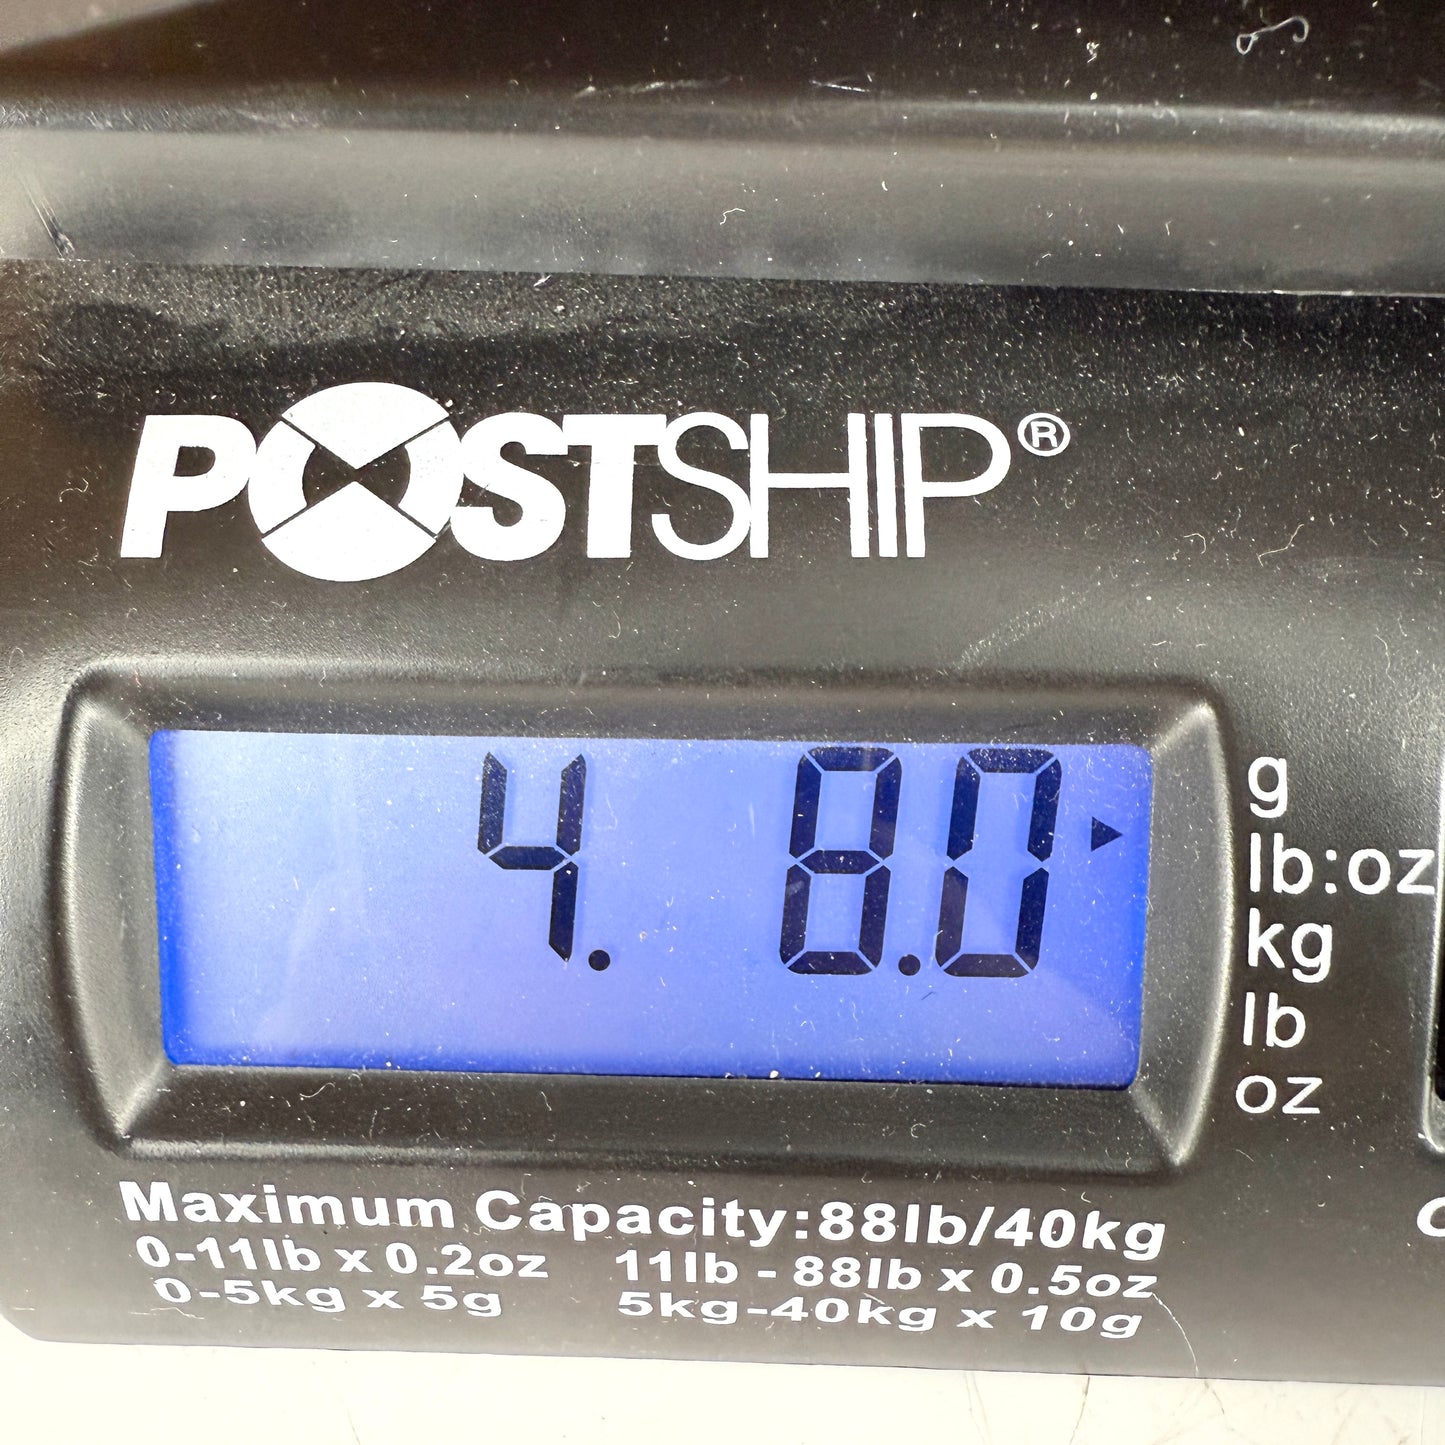 POSTSHIP®
4. 8.0
g
lb:oz
kg
lb
oz
Maximum Capacity:88lb/40kg
0-11lb x 0.2oz 11lb - 88lb x 0.5oz
0-5kg x 5g 5kg-40kg x 10g